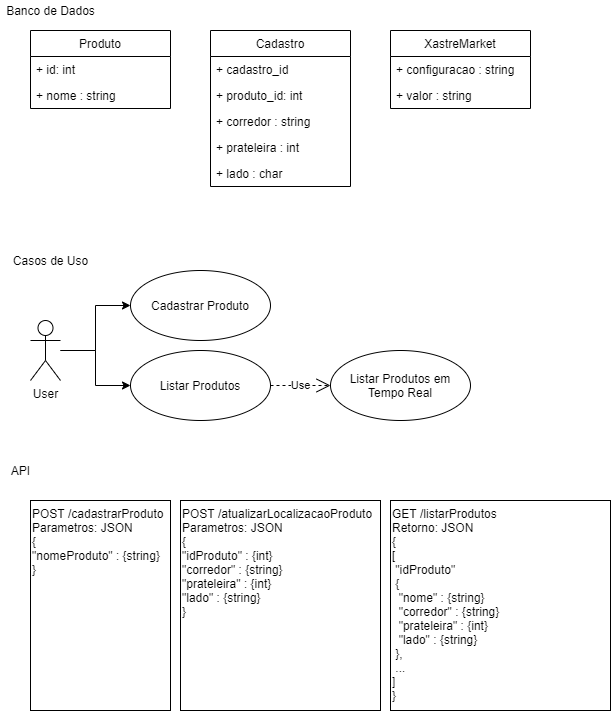 Banco de Dados
Produto
+ id: int
+ nome : string
Cadastro
+ cadastro_id
+ produto_id: int
+ corredor : string
+ prateleira : int
+ lado : char
XastreMarket
+ configuracao : string
+ valor : string
Casos de Uso
Cadastrar Produto
User
Listar Produtos
Use
Listar Produtos em
Tempo Real
API
POST /cadastrarProduto
Parametros: JSON
{
"nomeProduto" : {string}
}
POST /atualizarLocalizacaoProduto
Parametros: JSON
{
"idProduto" : {int}
"corredor" : {string}
"prateleira" : {int}
"lado" : {string}
}
GET /listarProdutos
Retorno: JSON
{
[
"idProduto"
{
"nome" : {string}
"corredor" : {string}
"prateleira" : {int}
"lado" : {string}
},
...
]
}